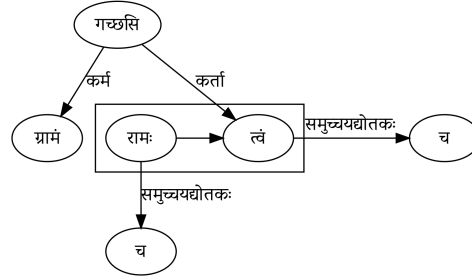 गच्छसि
कर्म कर्ता
ग्रामं रामः त्वं समुच्चयद्योतकः च
समुच्चयद्योतकः
च